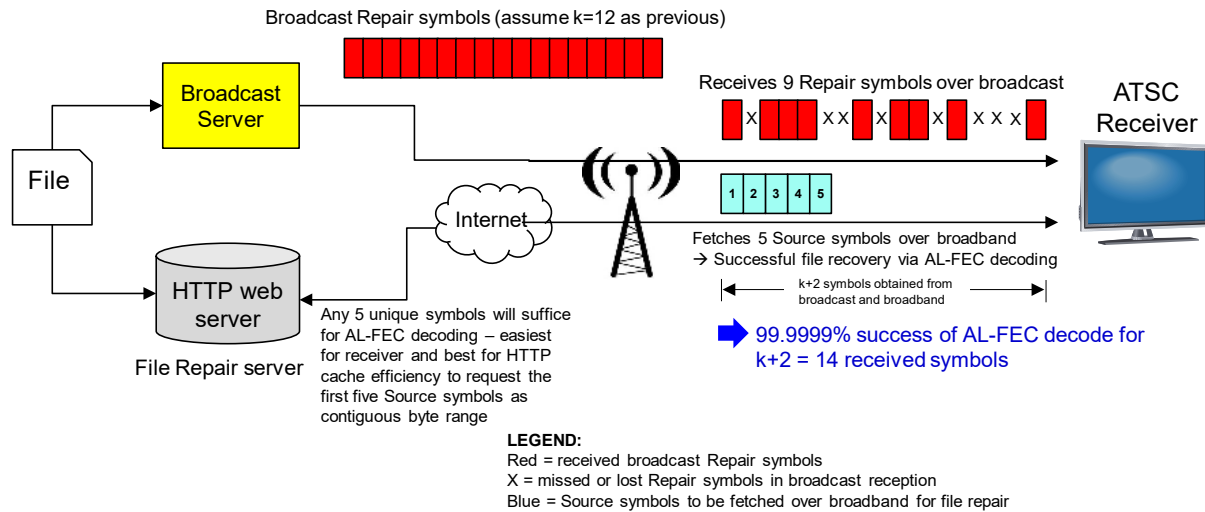 Broadcast Repair symbols (assume k=12 as previous)
Broadcast
Server
File
HTTP web
server
File Repair server
Internet
Any 5 unique symbols will suffice
for AL-FEC decoding – easiest
for receiver and best for HTTP
cache efficiency to request the
first five Source symbols as
contiguous byte range
Receives 9 Repair symbols over broadcast
X X X X X X X X
1 2 3 4 5
Fetches 5 Source symbols over broadband
→ Successful file recovery via AL-FEC decoding
k+2 symbols obtained from
broadcast and broadband
99.9999% success of AL-FEC decode for
k+2 = 14 received symbols
ATSC
Receiver
LEGEND:
Red = received broadcast Repair symbols
X = missed or lost Repair symbols in broadcast reception
Blue = Source symbols to be fetched over broadband for file repair